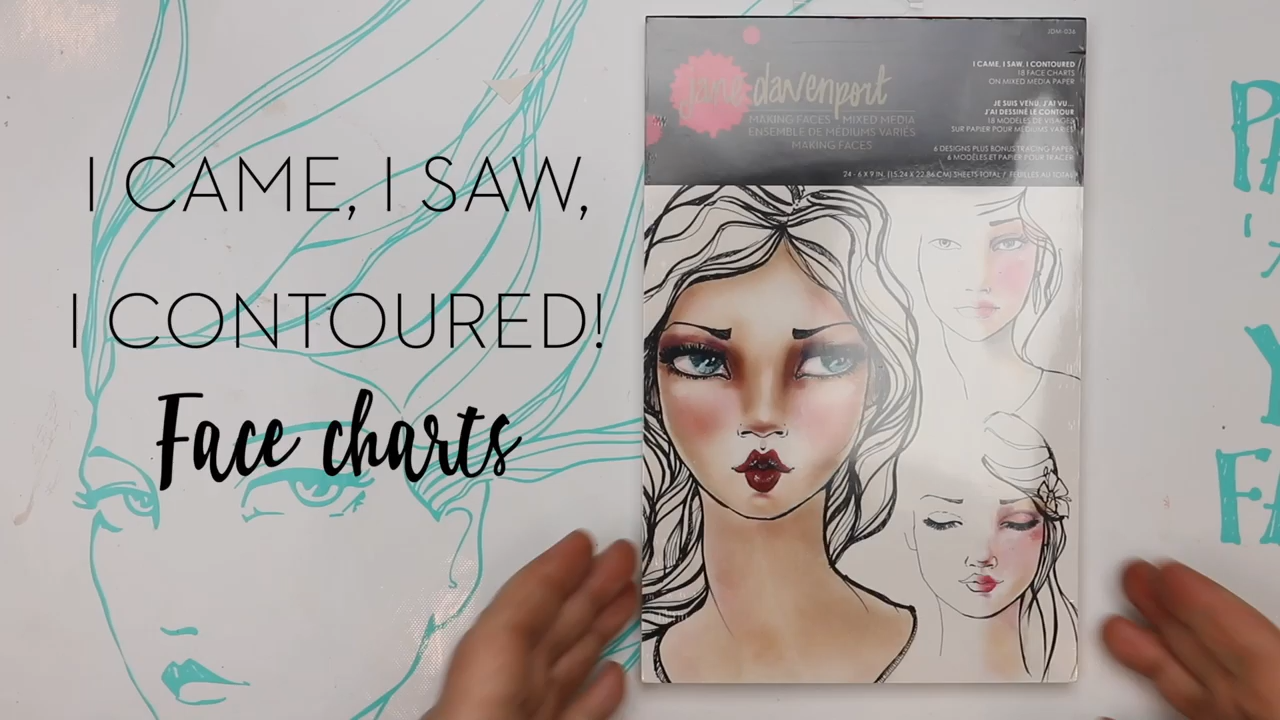 I CAME, I SAW,
I CONTOURED!
Face charts
JDM-036
jane davenport
MAKING FACES MIXED MEDIA
ENSEMBLE DE MÉDIUMS VARIÉS
MAKING FACES
I CAME, I SAW, I CONTOURED
18 FACE CHARTS
ON MIXED MEDIA PAPER
JE SUIS VENU, J'AI VU...
J'AI DESSINÉ LE CONTOUR
18 MODÈLES DE VISAGES
SUR PAPIER POUR MÉDIUMS VARIÉS
6 DESIGNS PLUS BONUS TRACING PAPER
6 MODÈLES ET PAPIER POUR TRACER
24 - 6 X 9 IN. (15.24 X 22.86 CM) SHEETS TOTAL / FEUILLES AU TOTAL